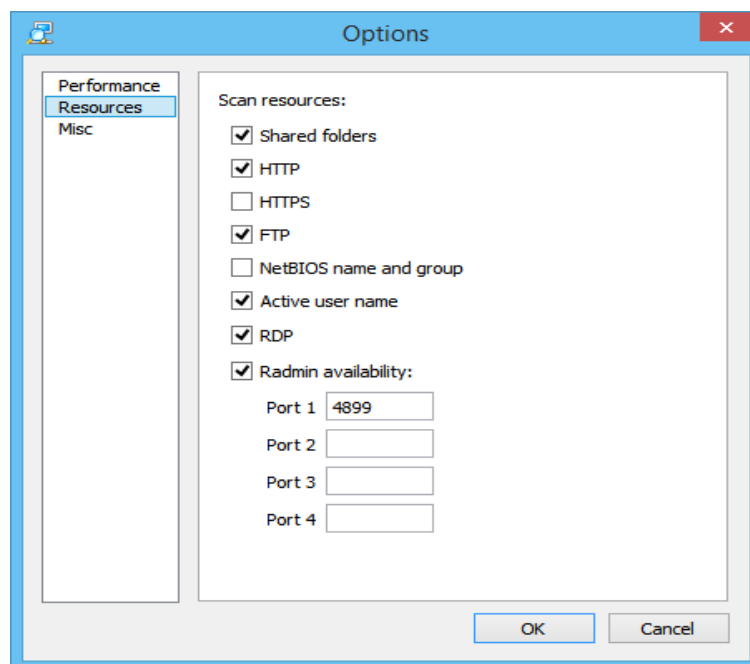 Options
Performance
Resources
Misc
Scan resources:
Shared folders
HTTP
HTTPS
FTP
NetBIOS name and group
Active user name
RDP
Radmin availability:
Port 1 4899
Port 2
Port 3
Port 4
OK Cancel